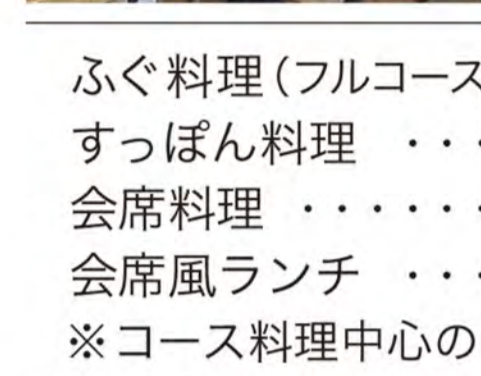 ふぐ料理(フルコース
すっぽん料理 ・・・
会席料理 ・・・・・・
会席風ランチ ・・・
※コース料理中心の